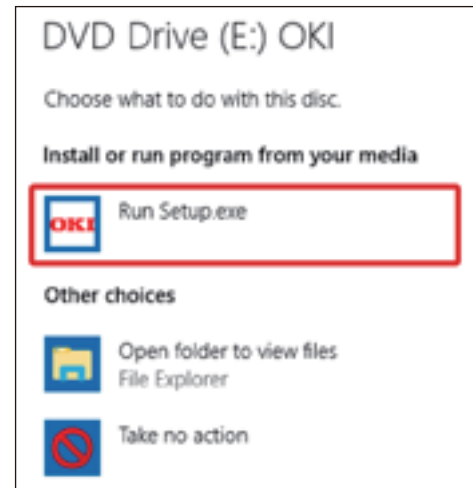 DVD Drive (E:) OKI
Choose what to do with this disc.
Install or run program from your media
OKI
Run Setup.exe
Other choices
Open folder to view files
File Explorer
Take no action